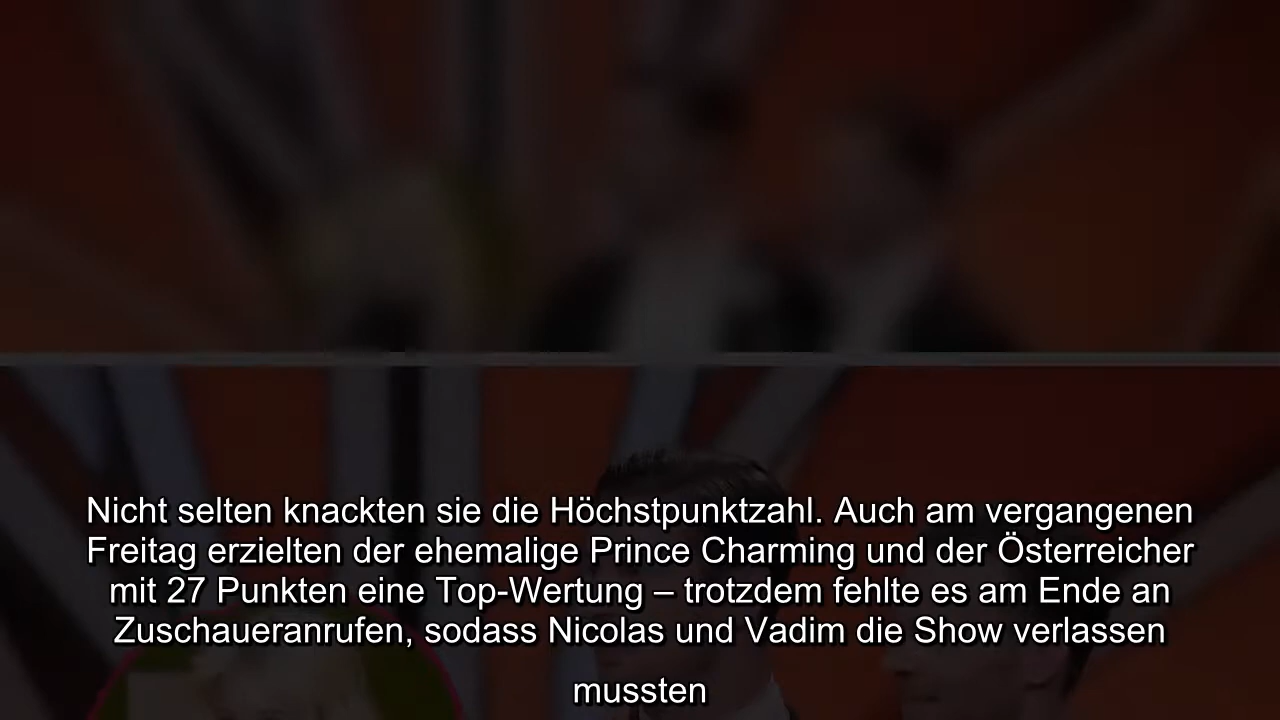 Nicht selten knackten sie die Höchstpunktzahl. Auch am vergangenen
Freitag erzielten der ehemalige Prince Charming und der Österreicher
mit 27 Punkten eine Top-Wertung – trotzdem fehlte es am Ende an
Zuschaueranrufen, sodass Nicolas und Vadim die Show verlassen
mussten